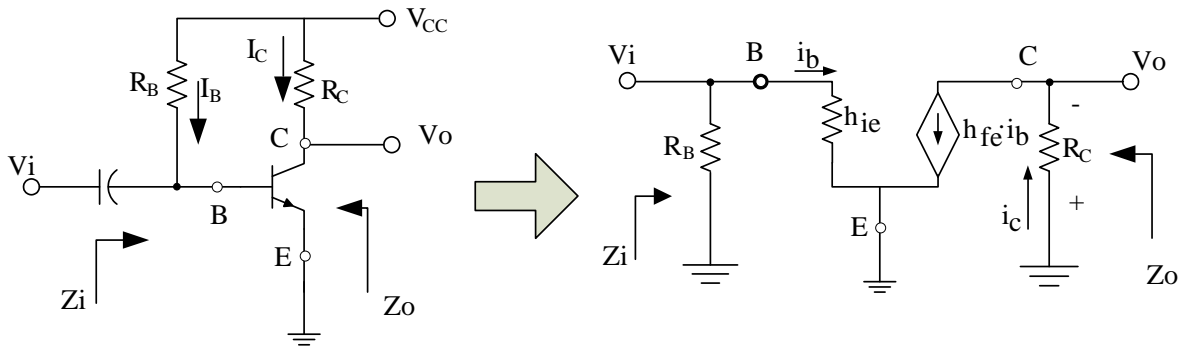 V_CC
I_C
R_B
I_B
R_C
C
Vo
Vi
B
E
Zi
Zo
Vi
B
i_b
C
Vo
h_ie
h_fe·i_b
-
R_B
R_C
i_c
+
E
Zi
Zo